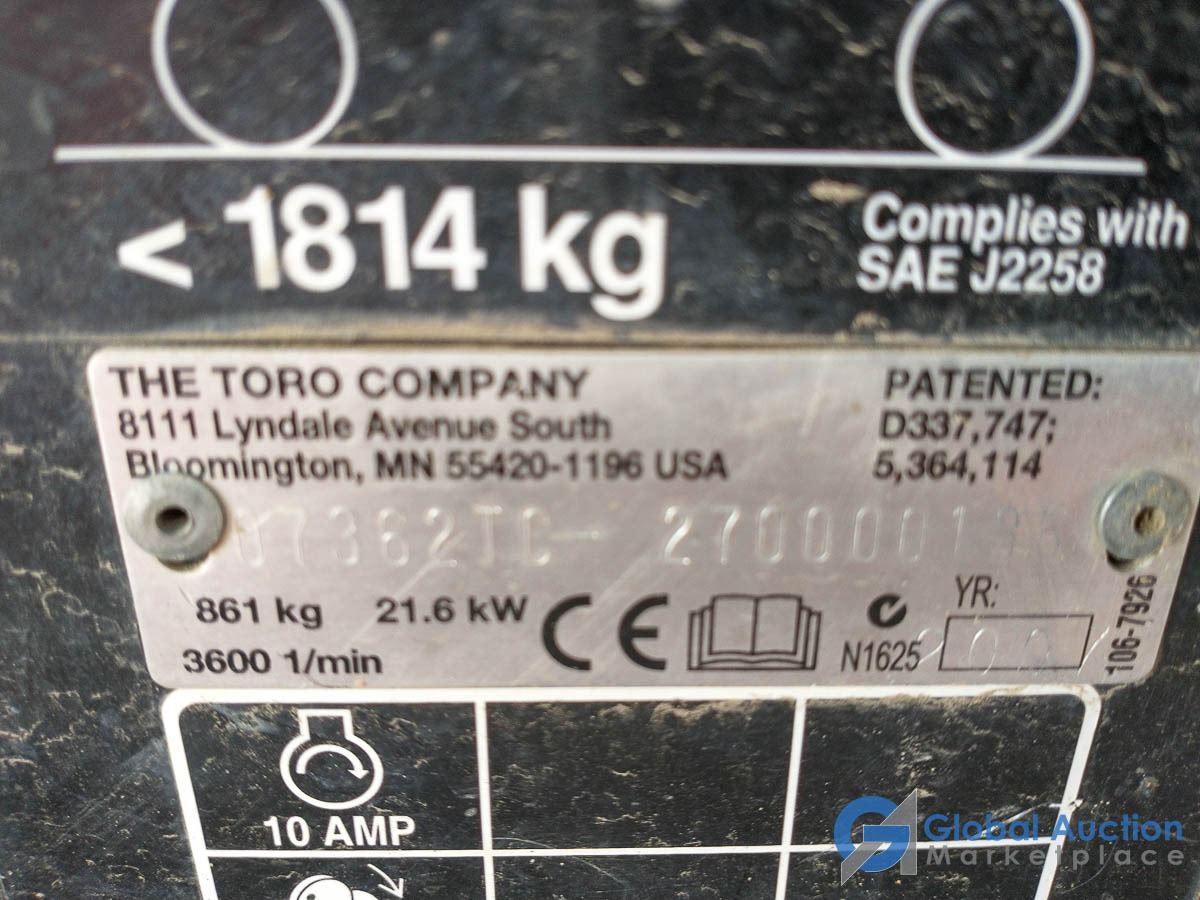 < 1814 kg
Complies with
SAE J2258
THE TORO COMPANY
8111 Lyndale Avenue South
Bloomington, MN 55420-1196 USA
PATENTED:
D337,747;
5,364,114
07362TC-
861 kg 21.6 kW
3600 1/min
CE
N1625
YR:
106-7926
10 AMP
Global Auction
Marketplace